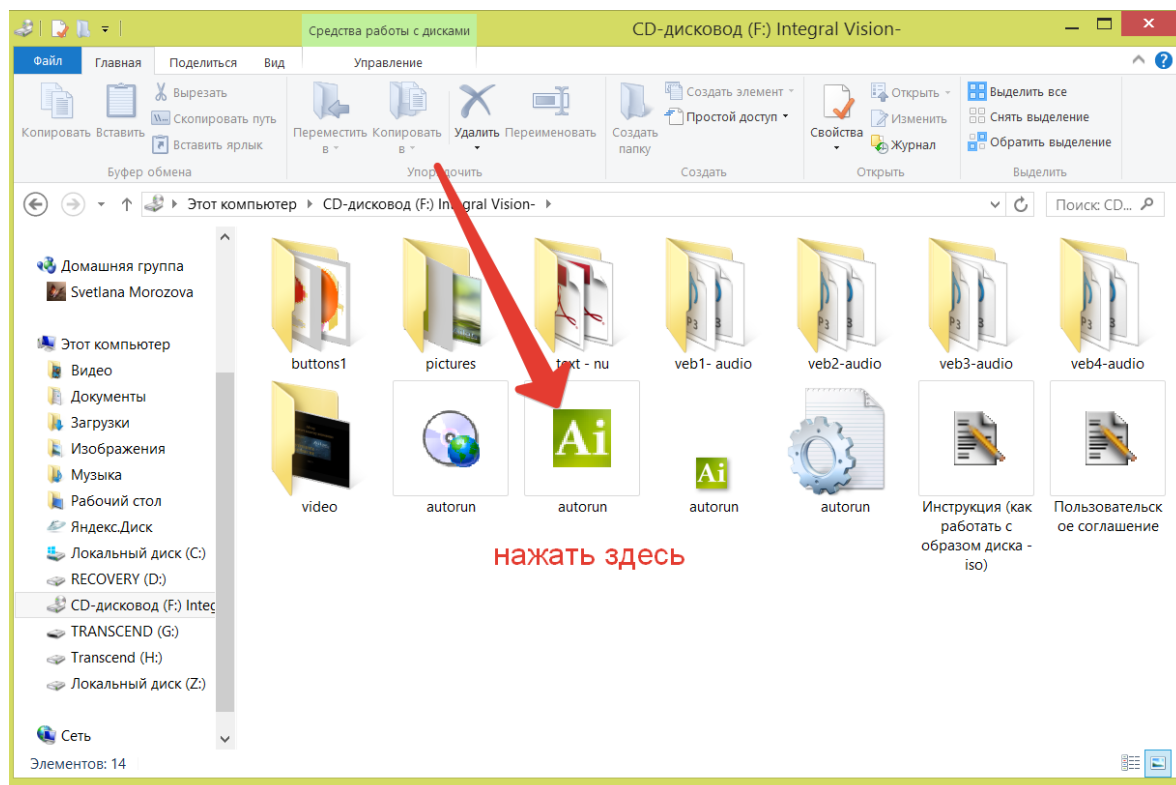 Средства работы с дисками
CD-дисковод (F:) Integral Vision-
Файл Главная Поделиться Вид Управление
Копировать
Вставить
Вырезать
Скопировать путь
Вставить ярлык
Буфер обмена
Переместить
в
Копировать
в
Удалить
Переименовать
Упорядочить
Создать
папку
Создать элемент
Простой доступ
Создать
Свойства
Открыть
Изменить
Журнал
Открыть
Выделить все
Снять выделение
Обратить выделение
Выделить
Этот компьютер CD-дисковод (F:) Integral Vision-
Поиск: CD...
Домашняя группа
Svetlana Morozova
Этот компьютер
Видео
Документы
Загрузки
Изображения
Музыка
Рабочий стол
Яндекс.Диск
Локальный диск (C:)
RECOVERY (D:)
CD-дисковод (F:) Integ
TRANSCEND (G:)
Transcend (H:)
Локальный диск (Z:)
Сеть
buttons1
pictures
text - nu
veb1- audio
veb2-audio
veb3-audio
veb4-audio
video
autorun
Ai
autorun
Ai
autorun
autorun
Инструкция (как
работать с
образом диска -
iso)
Пользовательск
ое соглашение
нажать здесь
Элементов: 14